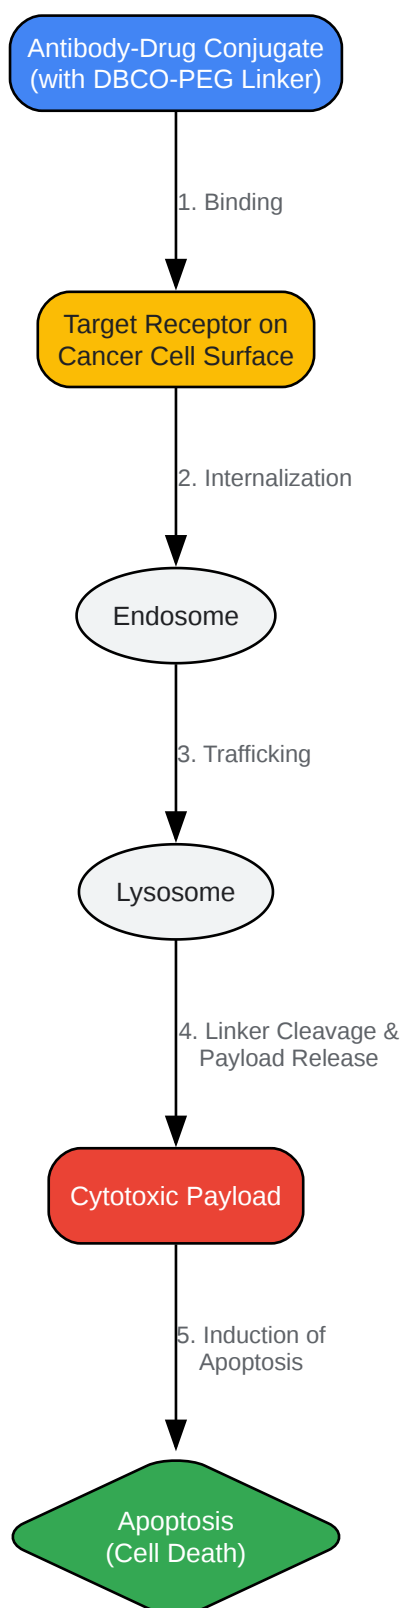 Antibody-Drug Conjugate
(with DBCO-PEG Linker)
1. Binding
Target Receptor on
Cancer Cell Surface
2. Internalization
Endosome
3. Trafficking
Lysosome
4. Linker Cleavage &
Payload Release
Cytotoxic Payload
5. Induction of
Apoptosis
Apoptosis
(Cell Death)